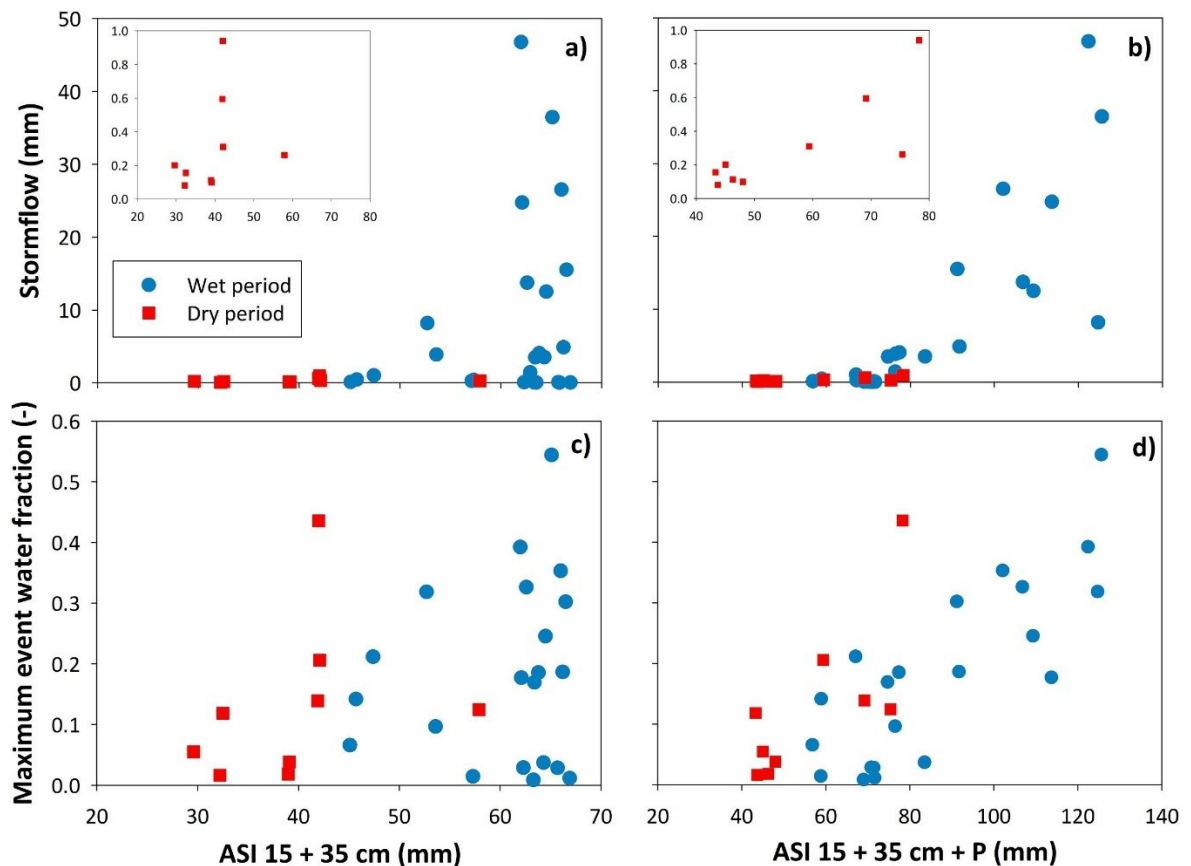 50
40
30
20
10
0
Stormflow (mm)
a)
1.0
0.8
0.6
0.4
0.2
0.0
20 30 40 50 60 70 80
Wet period
Dry period
b)
1.0
0.8
0.6
0.4
0.2
0.0
40 50 60 70 80
0.6
0.5
0.4
0.3
0.2
0.1
0.0
Maximum event water fraction (-)
c)
d)
20 30 40 50 60 70
20 40 60 80 100 120 140
ASI 15 + 35 cm (mm)
ASI 15 + 35 cm + P (mm)